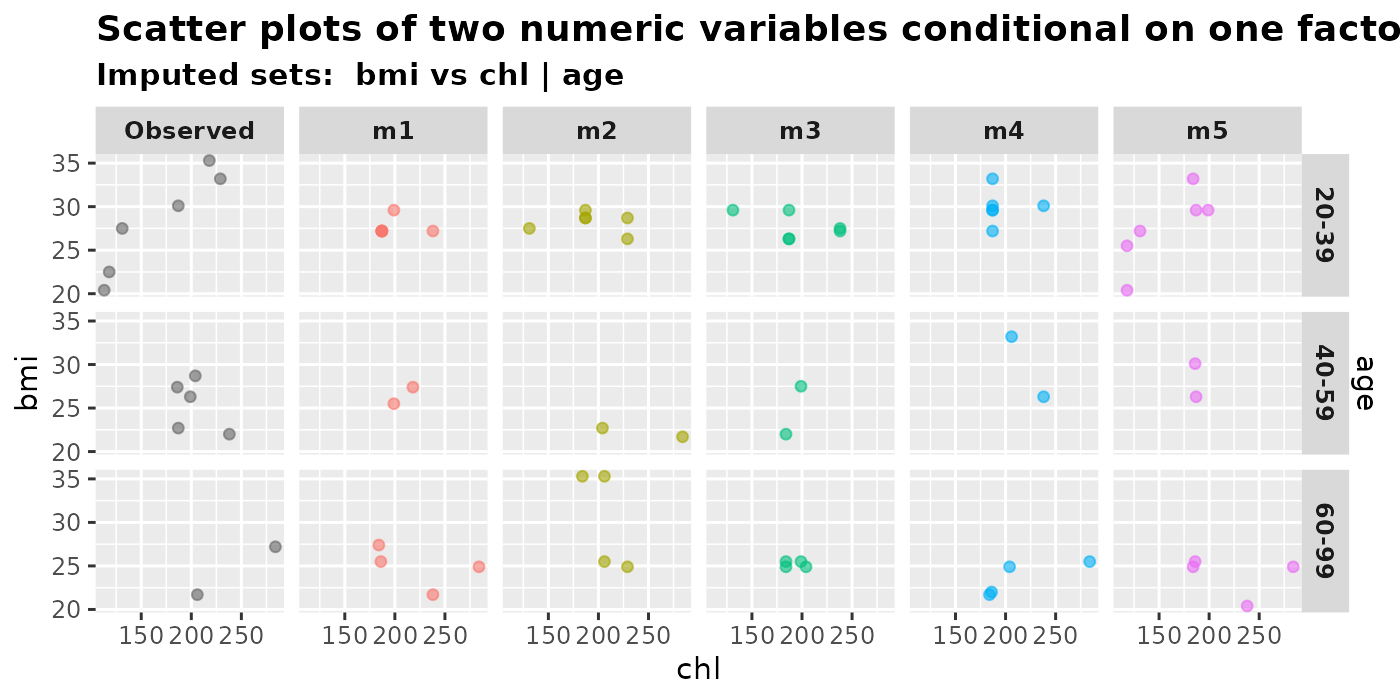 Scatter plots of two numeric variables conditional on one facto
Imputed sets:  bmi vs chl | age
Observed m1 m2 m3 m4 m5
35
30
25
20
20-39
35
30
25
20
40-59
35
30
25
20
60-99
bmi
age
150 200 250 150 200 250 150 200 250 150 200 250 150 200 250 150 200 250
chl